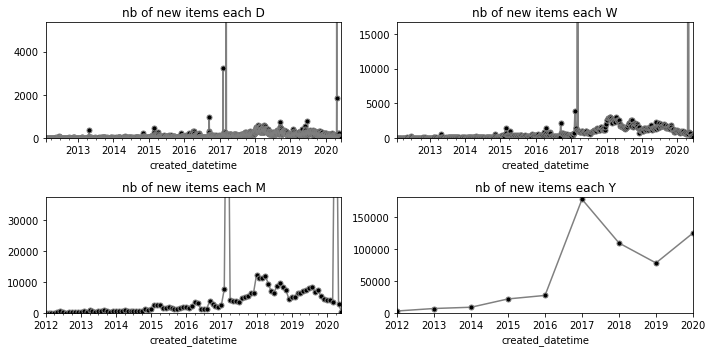 nb of new items each D
4000
2000
0
2013 2014 2015 2016 2017 2018 2019 2020
created_datetime
nb of new items each W
15000
10000
5000
0
2013 2014 2015 2016 2017 2018 2019 2020
created_datetime
nb of new items each M
30000
20000
10000
0
2012 2013 2014 2015 2016 2017 2018 2019 2020
created_datetime
nb of new items each Y
150000
100000
50000
0
2012 2013 2014 2015 2016 2017 2018 2019 2020
created_datetime